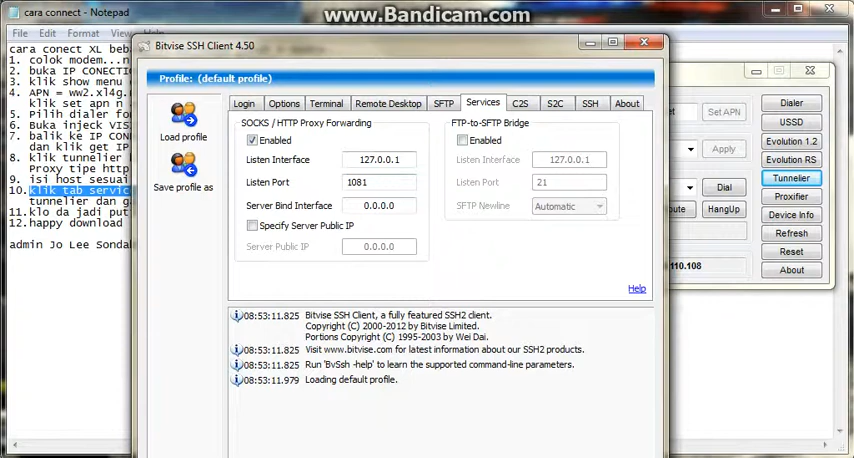 cara connect - Notepad
www.Bandicam.com
File Edit Format View He
cara conect XL beba
1. colok modem...n
2. buka IP CONECTIO
3. klik show menu d
4. APN = ww2.xl4g.n
klik set apn n a
5. Pilih dialer fon
6. Buka injeck VIS
7. balik ke IP CONN
dan klik get IP
8. klik tunnelier b
Proxy tipe http
9. isi host sesuai
10.klik tab servic
tunnelier dan ga
11.klo da jadi put
12.happy download
admin Jo Lee Sondak
Bitvise SSH Client 4.50
Profile: (default profile)
Load profile
Save profile as
Login Options Terminal Remote Desktop SFTP Services C2S S2C SSH About
SOCKS / HTTP Proxy Forwarding
Enabled
Listen Interface 127.0.0.1
Listen Port 1081
Server Bind Interface 0.0.0.0
Specify Server Public IP
Server Public IP 0.0.0.0
FTP-to-SFTP Bridge
Enabled
Listen Interface 127.0.0.1
Listen Port 21
SFTP Newline Automatic
Help
08:53:11.825 Bitvise SSH Client, a fully featured SSH2 client.
Copyright (C) 2000-2012 by Bitvise Limited.
Portions Copyright (C) 1995-2003 by Wei Dai.
08:53:11.825 Visit www.bitvise.com for latest information about our SSH2 products.
08:53:11.825 Run 'BvSsh -help' to learn the supported command-line parameters.
08:53:11.979 Loading default profile.
et Set APN
Apply
Dial
ute HangUp
110.108
Dialer
USSD
Evolution 1.2
Evolution RS
Tunnelier
Proxifier
Device Info
Refresh
Reset
About